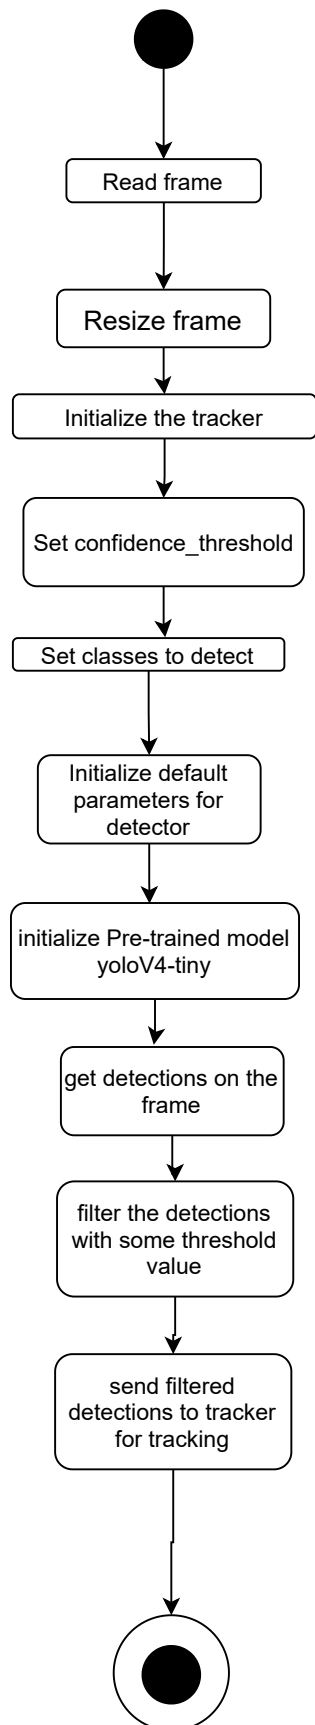 Read frame
Resize frame
Initialize the tracker
Set confidence_threshold
Set classes to detect
Initialize default
parameters for
detector
initialize Pre-trained model
yoloV4-tiny
get detections on the
frame
filter the detections
with some threshold
value
send filtered
detections to tracker
for tracking